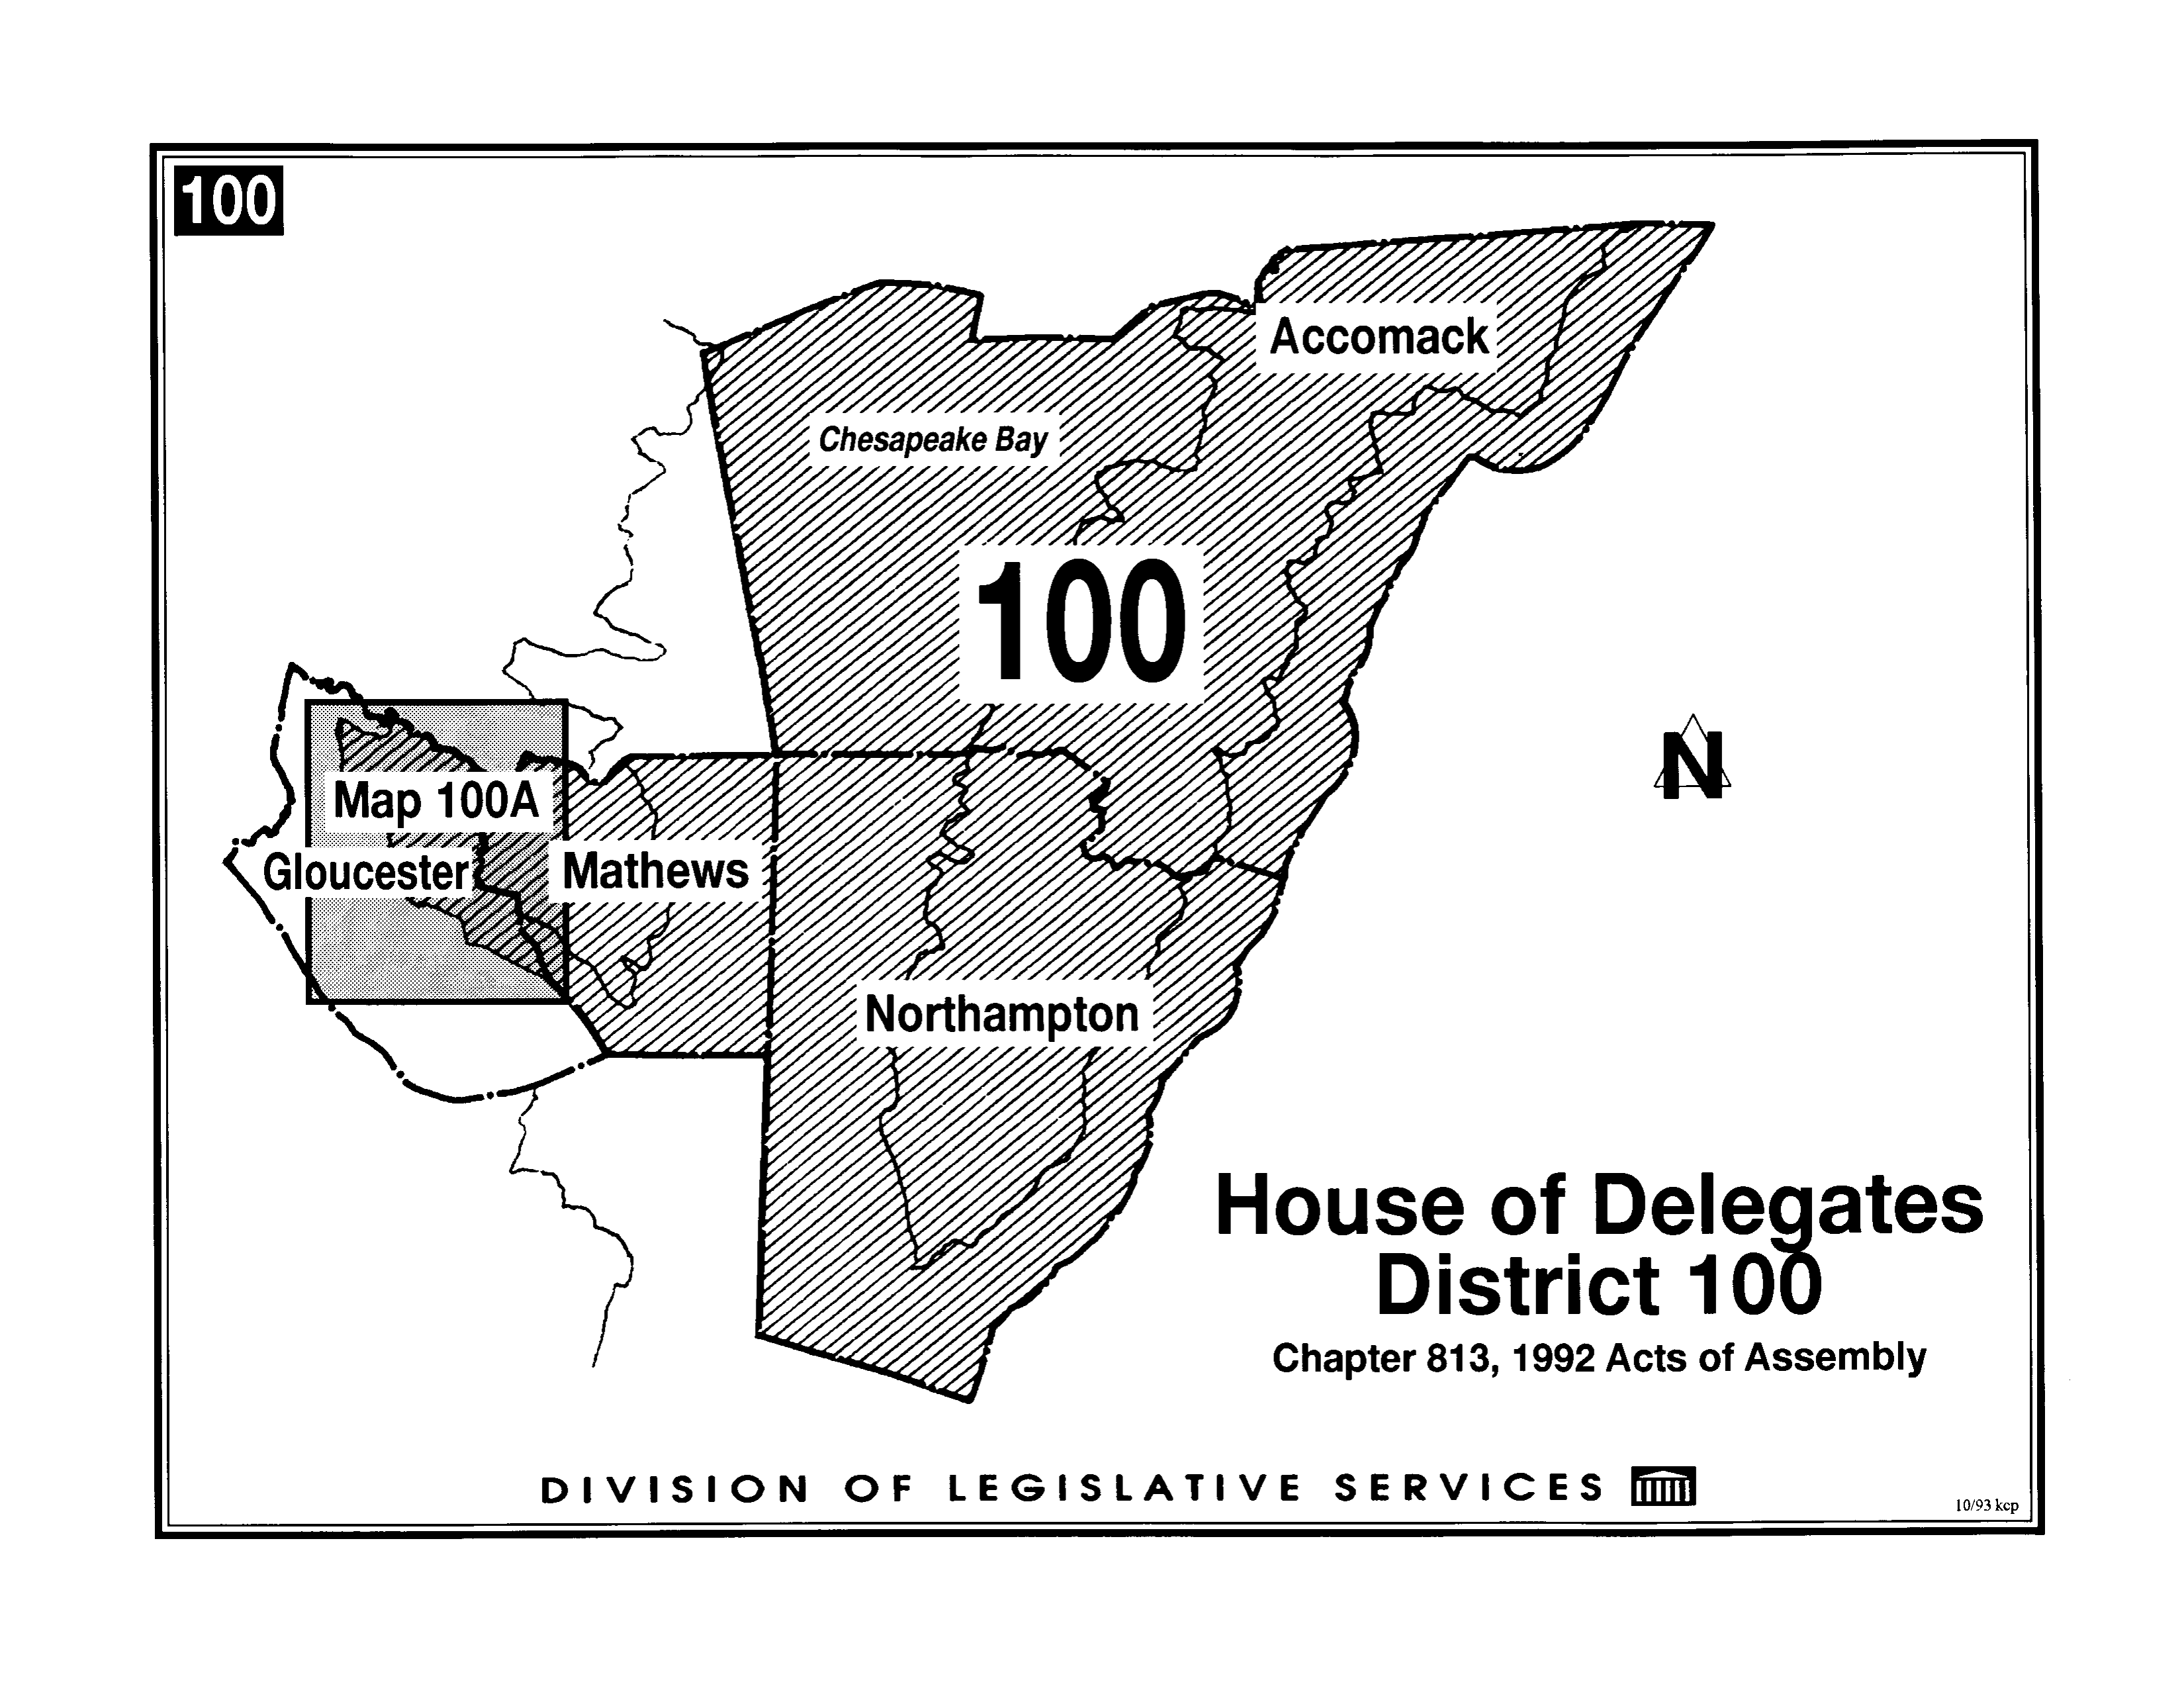 100
Accomack
Chesapeake Bay
100
Map 100A
Gloucester
Mathews
N
Northampton
House of Delegates
District 100
Chapter 813, 1992 Acts of Assembly
DIVISION OF LEGISLATIVE SERVICES
10/93 kcp